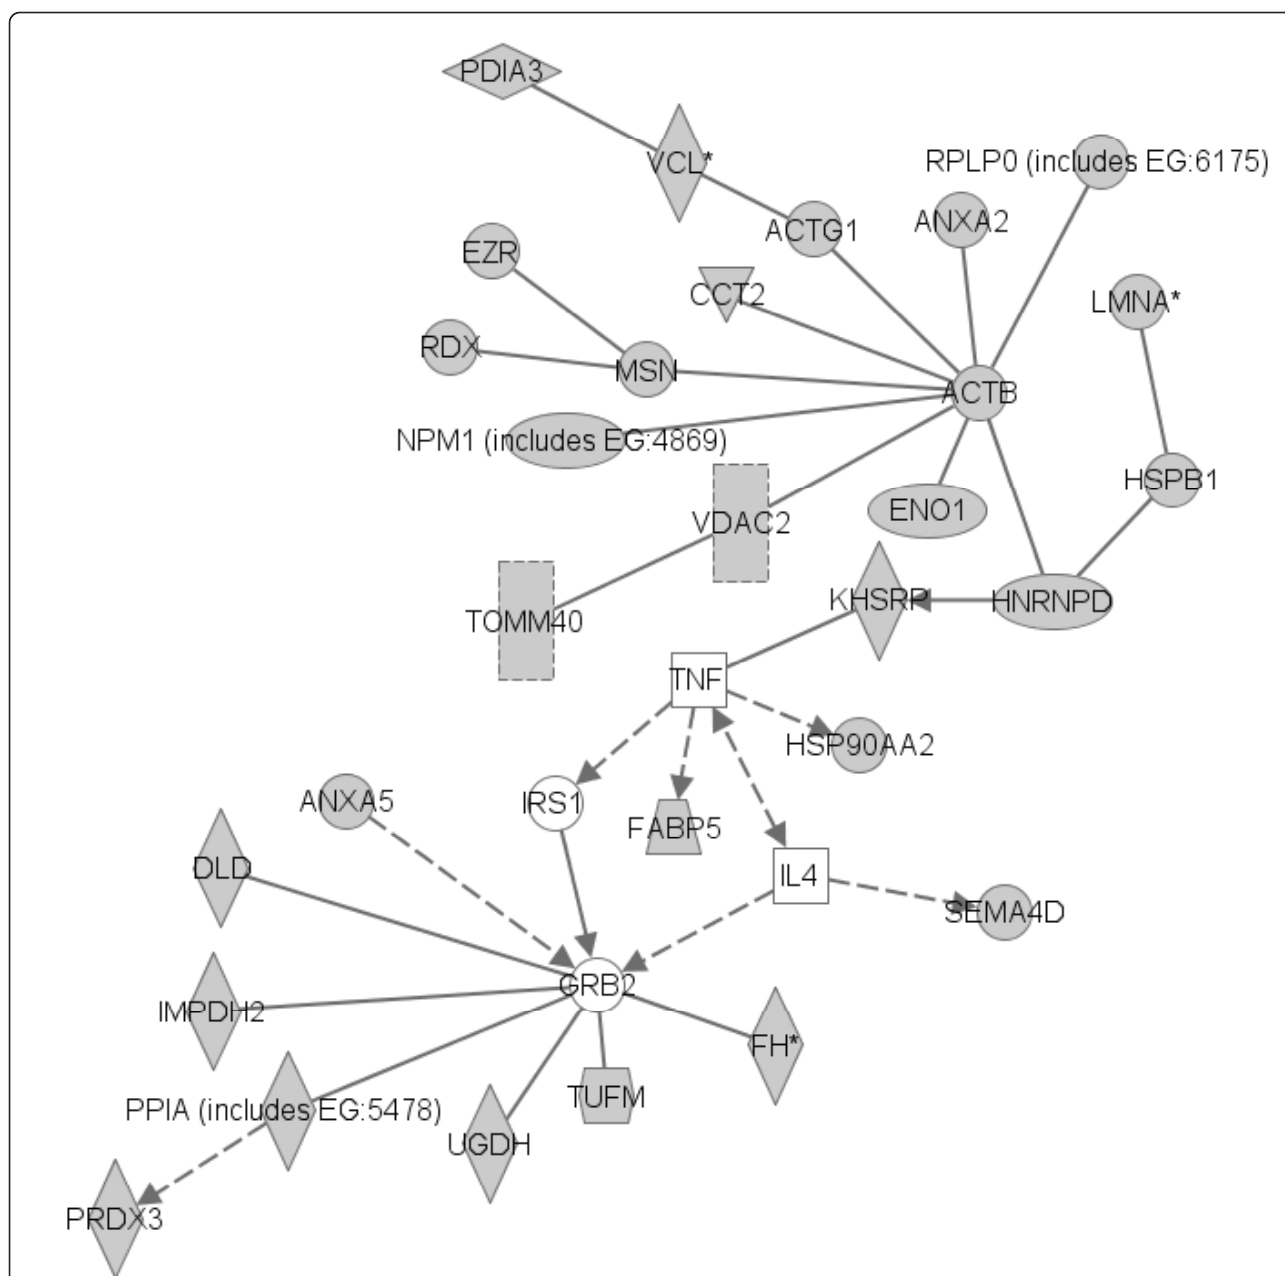 PDIA3
VCL*
RPLP0 (includes EG:6175)
ANXA2
ACTG1
EZR
CCT2
LMNA*
RDX
MSN
ACTB
NPM1 (includes EG:4869)
HSPB1
ENO1
VDAC2
KHSRP
HNRNPD
TOMM40
TNF
HSP90AA2
ANXA5
IRS1
FABP5
DLD
IL4
SEMA4D
GRB2
IMPDH2
FH*
TUFM
PPIA (includes EG:5478)
UGDH
PRDX3